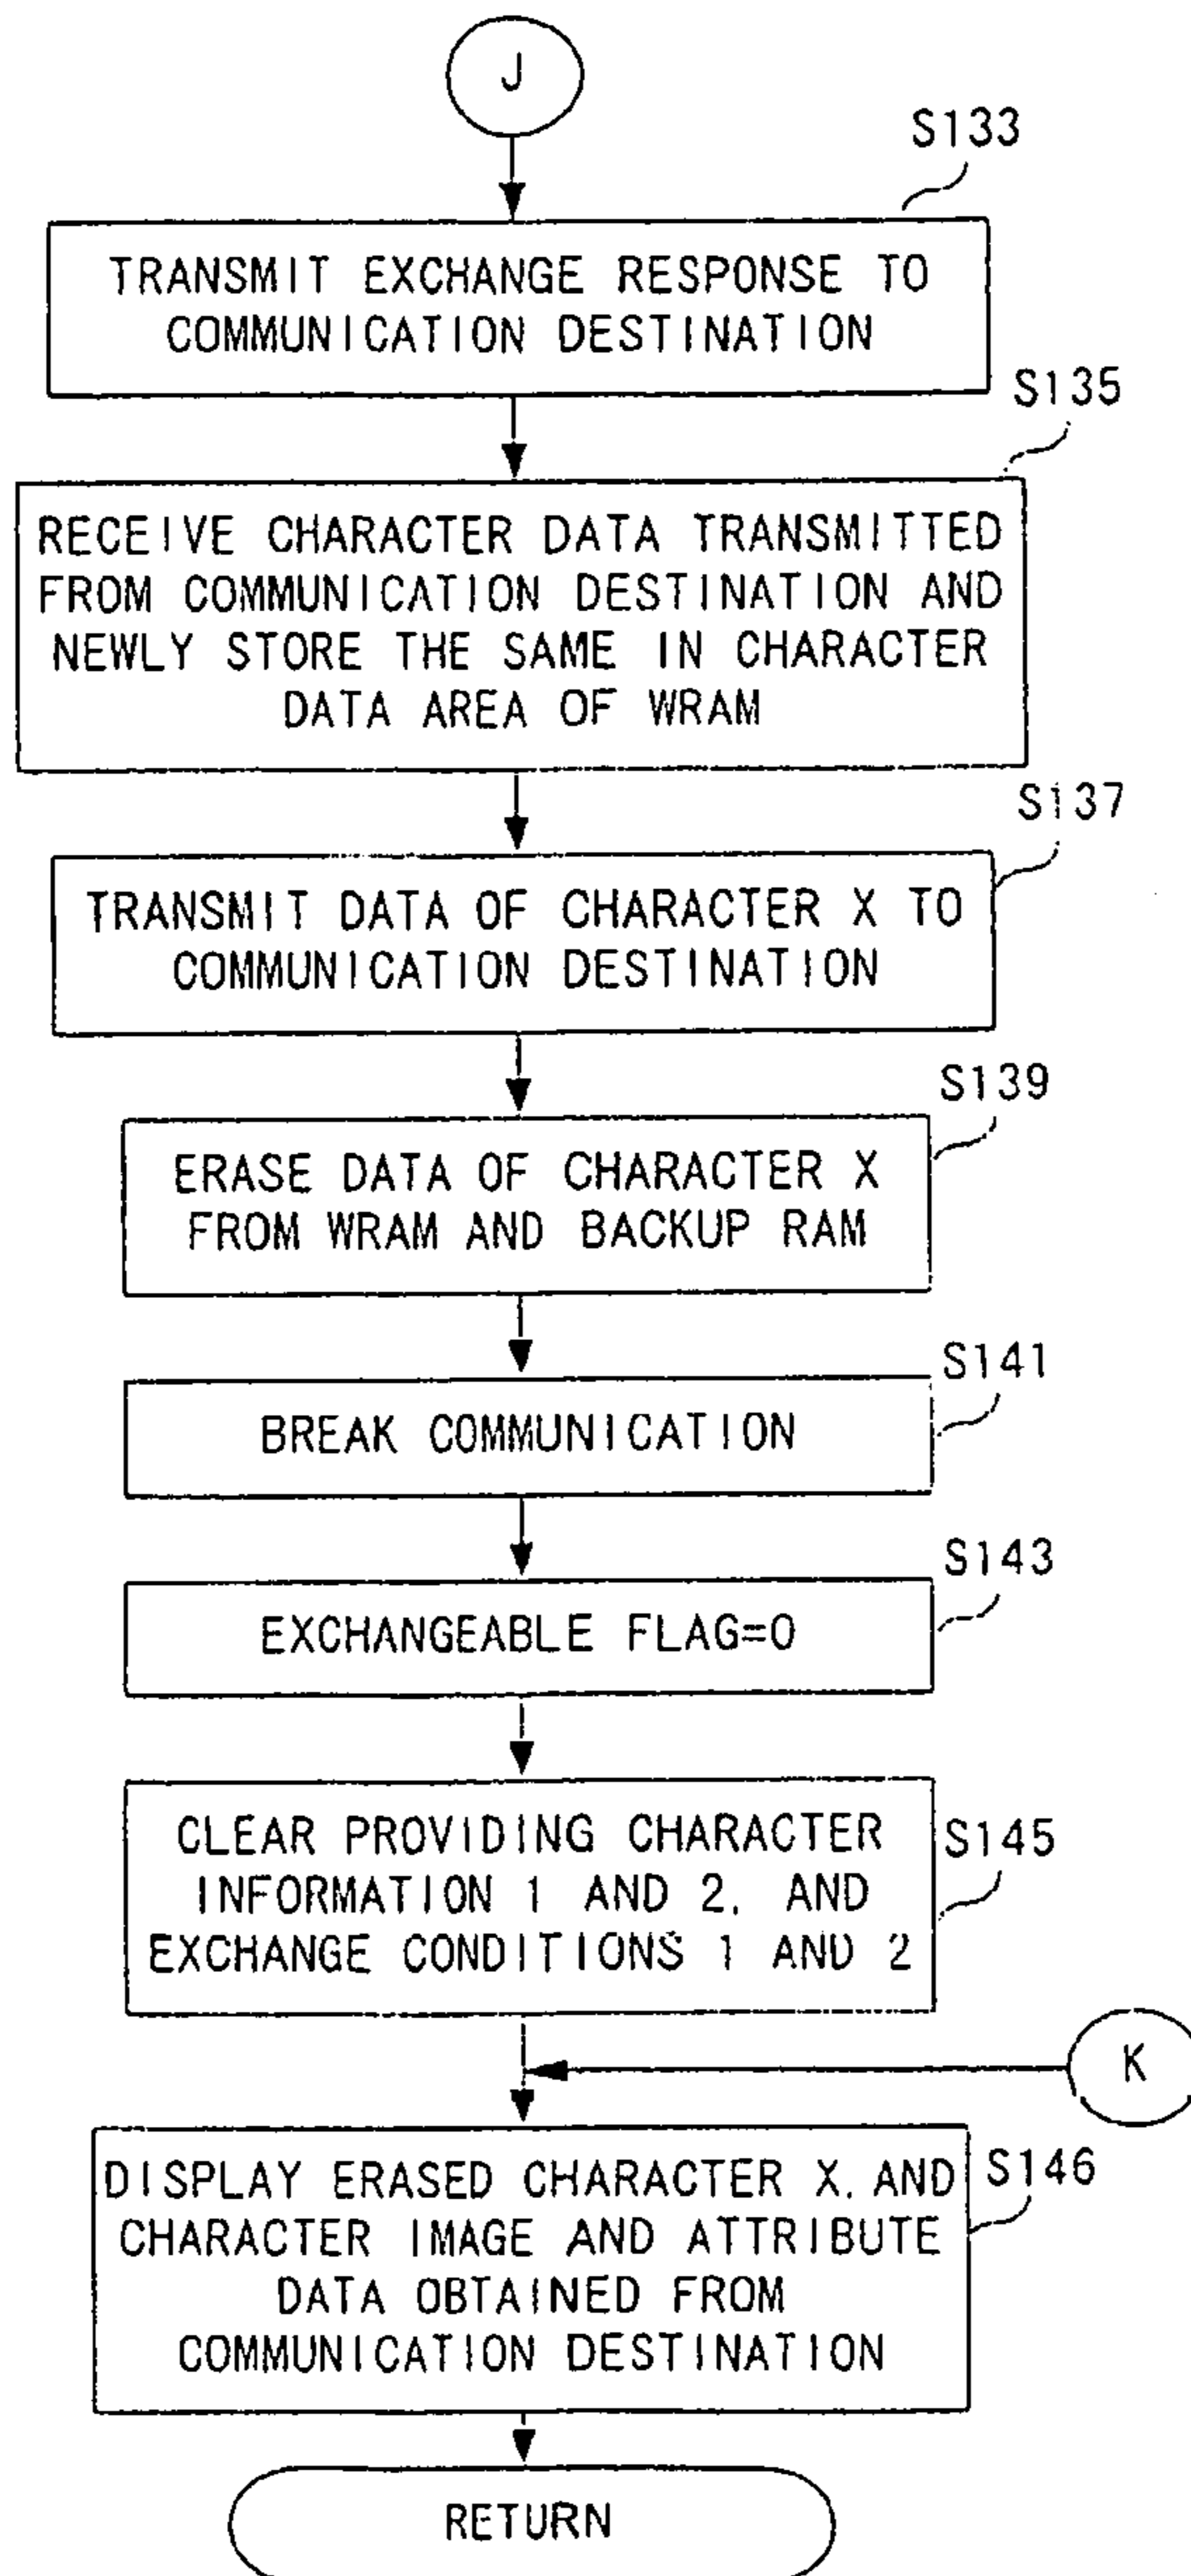 J
S133
TRANSMIT EXCHANGE RESPONSE TO
COMMUNICATION DESTINATION
S135
RECEIVE CHARACTER DATA TRANSMITTED
FROM COMMUNICATION DESTINATION AND
NEWLY STORE THE SAME IN CHARACTER
DATA AREA OF WRAM
S137
TRANSMIT DATA OF CHARACTER X TO
COMMUNICATION DESTINATION
S139
ERASE DATA OF CHARACTER X
FROM WRAM AND BACKUP RAM
S141
BREAK COMMUNICATION
S143
EXCHANGEABLE FLAG=0
S145
CLEAR PROVIDING CHARACTER
INFORMATION 1 AND 2, AND
EXCHANGE CONDITIONS 1 AND 2
K
S146
DISPLAY ERASED CHARACTER X, AND
CHARACTER IMAGE AND ATTRIBUTE
DATA OBTAINED FROM
COMMUNICATION DESTINATION
RETURN